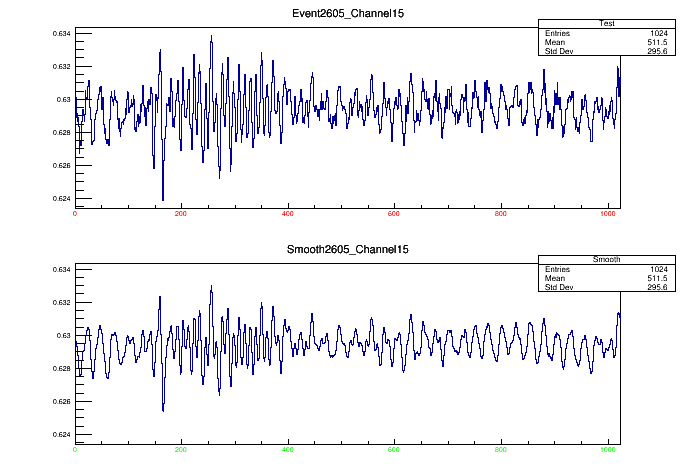 Event2605_Channel15
Test
Entries 1024
Mean 511.5
Std Dev 295.6
0.634
0.632
0.63
0.628
0.626
0.624
0 200 400 600 800 1000
Smooth2605_Channel15
Smooth
Entries 1024
Mean 511.5
Std Dev 295.6
0.634
0.632
0.63
0.628
0.626
0.624
0 200 400 600 800 1000